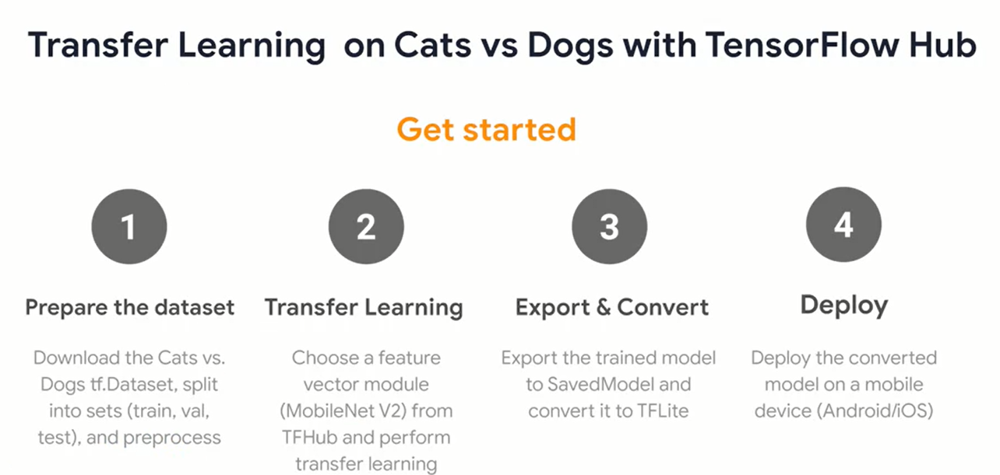 Transfer Learning on Cats vs Dogs with TensorFlow Hub
Get started
1
Prepare the dataset
Download the Cats vs.
Dogs tf.Dataset, split
into sets (train, val,
test), and preprocess
2
Transfer Learning
Choose a feature
vector module
(MobileNet V2) from
TFHub and perform
transfer learning
3
Export & Convert
Export the trained model
to SavedModel and
convert it to TFLite
4
Deploy
Deploy the converted
model on a mobile
device (Android/iOS)